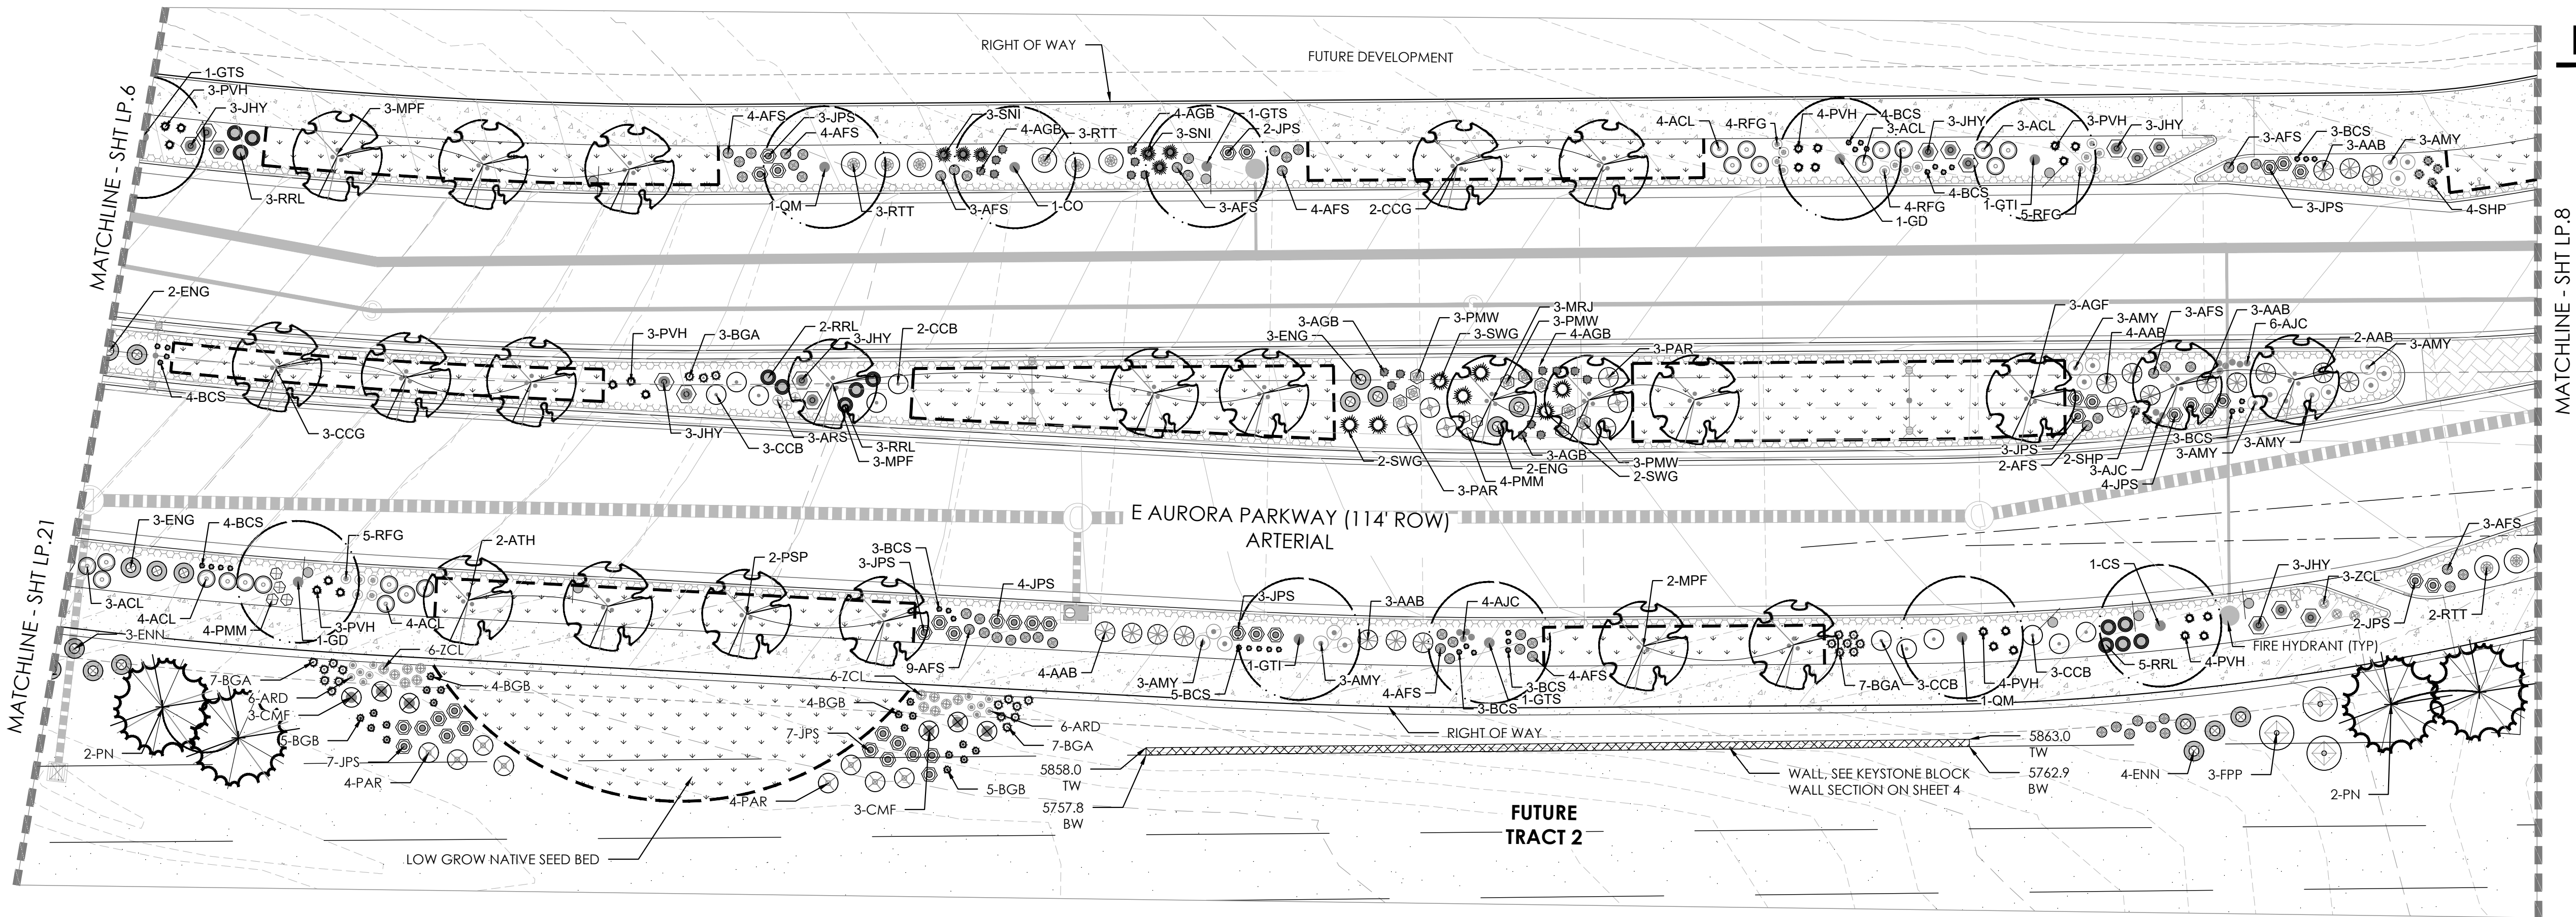 RIGHT OF WAY
FUTURE DEVELOPMENT
MATCHLINE - SHT LP.6
1-GTS
3-PVH
3-JHY
3-MPF
3-RRL
4-AFS
3-JPS
4-AFS
1-QM
3-RTT
3-SNI
4-AGB
3-RTT
3-AFS
1-CO
4-AGB
3-SNI
1-GTS
2-JPS
3-AFS
4-AFS
2-CCG
4-ACL
4-RFG
4-PVH
4-BCS
3-ACL
3-JHY
3-ACL
3-PVH
3-JHY
4-RFG
1-GD
4-BCS
1-GTI
5-RFG
3-AFS
3-BCS
3-AAB
3-AMY
3-JPS
4-SHP
MATCHLINE - SHT LP.8
2-ENG
4-BCS
3-CCG
3-PVH
3-BGA
2-RRL
3-JHY
2-CCB
3-JHY
3-CCB
3-ARS
3-RRL
3-MPF
3-AGB
3-ENG
3-PMW
3-SWG
3-MRJ
3-PMW
4-AGB
3-PAR
2-SWG
3-PAR
4-PMM
2-ENG
3-AGB
3-PMW
2-SWG
3-AGF
3-AMY
4-AAB
3-AFS
3-AAB
6-AJC
2-AAB
3-AMY
3-JPS
2-AFS
2-SHP
3-AJC
4-JPS
3-BCS
3-AMY
3-AMY
E AURORA PARKWAY (114' ROW)
ARTERIAL
MATCHLINE - SHT LP.21
3-ENG
4-BCS
5-RFG
2-ATH
2-PSP
3-BCS
3-JPS
4-JPS
3-ACL
4-ACL
4-PMM
1-GD
3-PVH
4-ACL
3-ENN
9-AFS
4-AAB
3-AMY
5-BCS
3-JPS
1-GTI
3-AMY
3-AAB
4-AJC
4-AFS
3-BCS
1-GTS
3-BCS
4-AFS
2-MPF
7-BGA
3-CCB
4-PVH
1-QM
3-CCB
1-CS
5-RRL
4-PVH
3-JHY
3-ZCL
FIRE HYDRANT (TYP)
2-JPS
2-RTT
3-AFS
7-BGA
6-ZCL
6-ARD
3-CMF
4-BGB
5-BGB
7-JPS
4-PAR
2-PN
6-ZCL
4-BGB
7-JPS
4-PAR
3-CMF
6-ARD
7-BGA
5-BGB
RIGHT OF WAY
5858.0
TW
5757.8
BW
5863.0
TW
5762.9
BW
WALL, SEE KEYSTONE BLOCK
WALL SECTION ON SHEET 4
4-ENN
3-FPP
2-PN
FUTURE
TRACT 2
LOW GROW NATIVE SEED BED